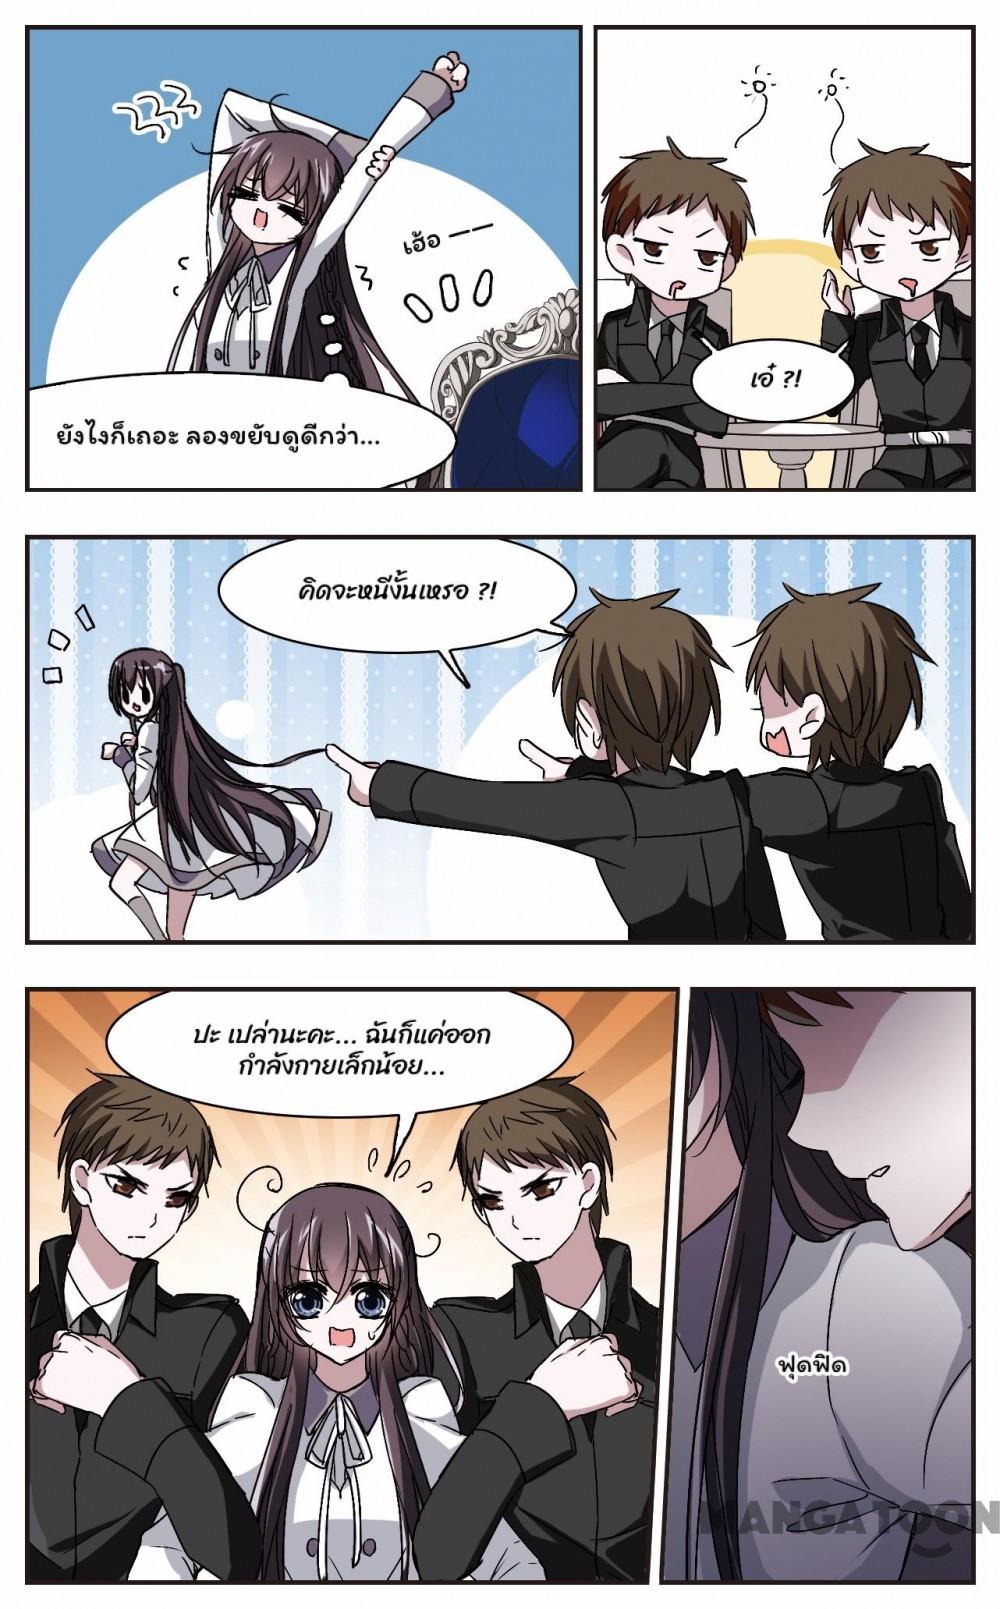 เฮ้อ ——
ยังไงก็เถอะ ลองขยับดูดีกว่า...
เอ๋ ?!
คิดจะหนีงั้นเหรอ ?!
ปะ เปล่านะคะ... ฉันก็แค่ออก
กำลังกายเล็กน้อย...
ฟุดฟิด
MANGA TOON